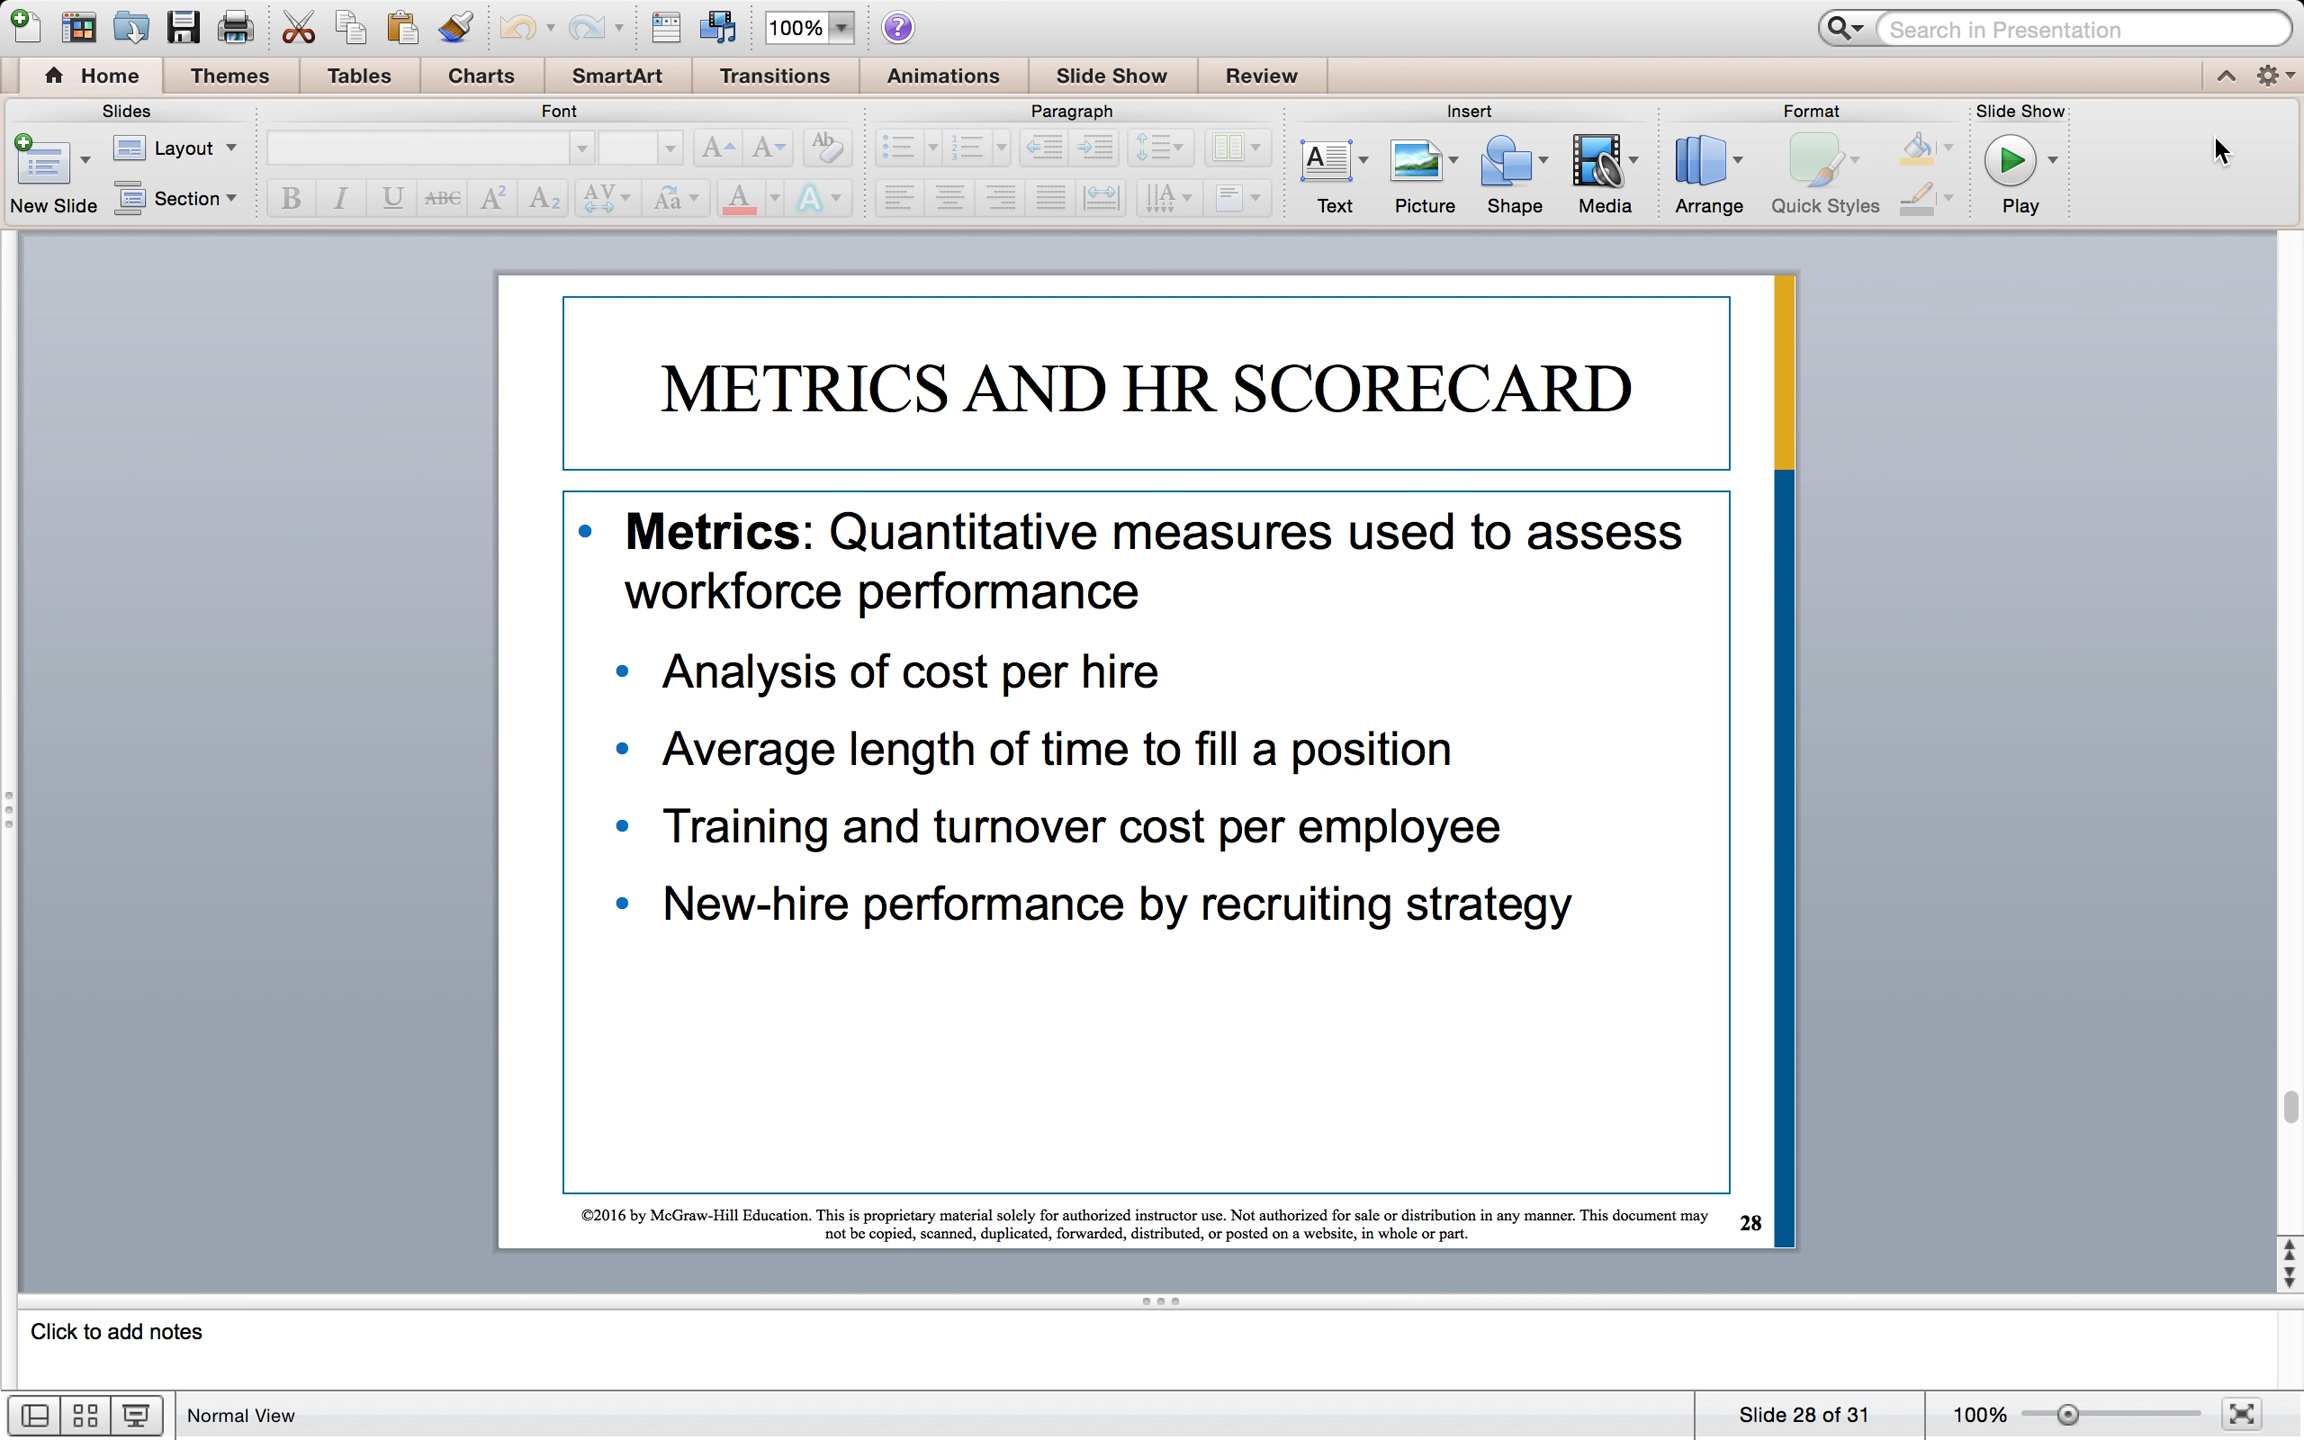 100%
Search in Presentation
Home Themes Tables Charts SmartArt Transitions Animations Slide Show Review
Slides Font Paragraph Insert Format Slide Show
New Slide Layout Section
Text Picture Shape Media Arrange Quick Styles Play
METRICS AND HR SCORECARD
• Metrics: Quantitative measures used to assess
workforce performance
• Analysis of cost per hire
• Average length of time to fill a position
• Training and turnover cost per employee
• New-hire performance by recruiting strategy
©2016 by McGraw-Hill Education. This is proprietary material solely for authorized instructor use. Not authorized for sale or distribution in any manner. This document may
not be copied, scanned, duplicated, forwarded, distributed, or posted on a website, in whole or part.
28
Click to add notes
Normal View
Slide 28 of 31
100%